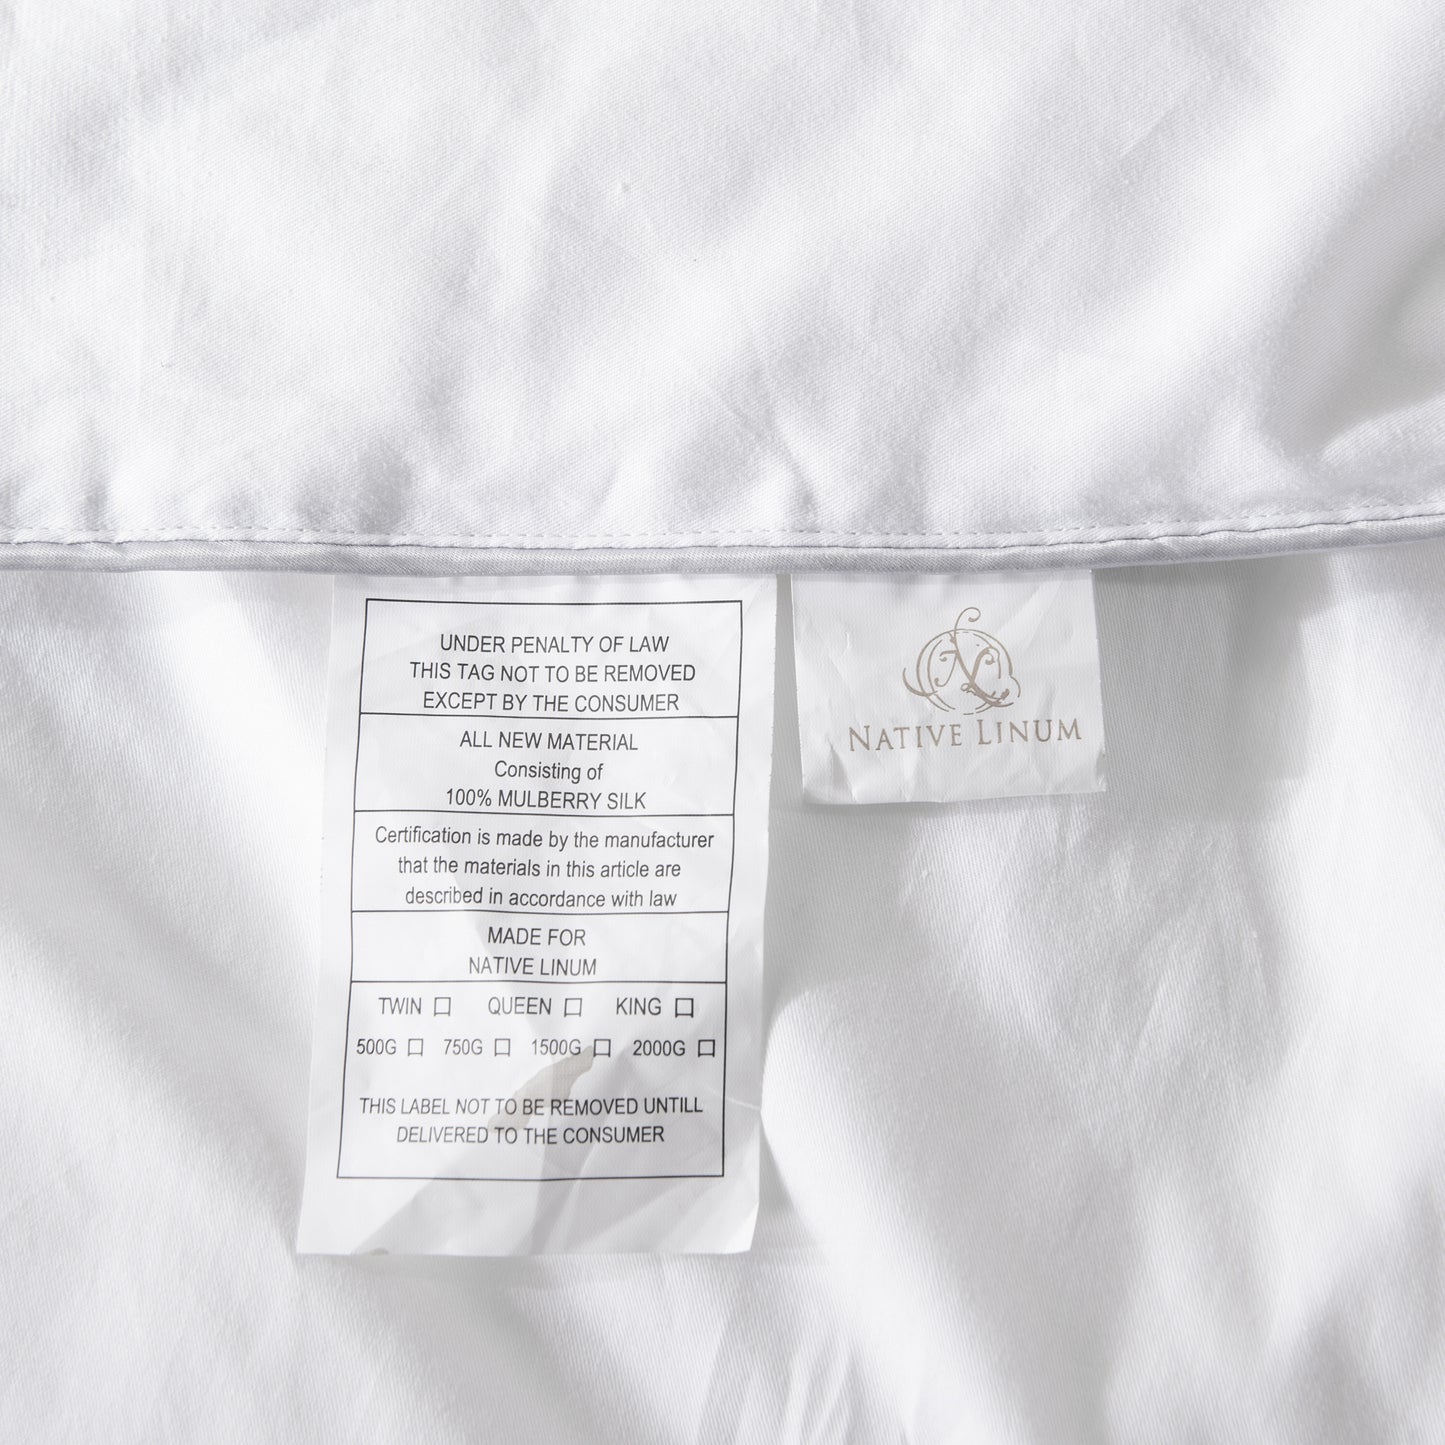 UNDER PENALTY OF LAW
THIS TAG NOT TO BE REMOVED
EXCEPT BY THE CONSUMER
ALL NEW MATERIAL
Consisting of
100% MULBERRY SILK
Certification is made by the manufacturer
that the materials in this article are
described in accordance with law
MADE FOR
NATIVE LINUM
TWIN QUEEN KING
500G 750G 1500G 2000G
THIS LABEL NOT TO BE REMOVED UNTILL
DELIVERED TO THE CONSUMER
N
NATIVE LINUM